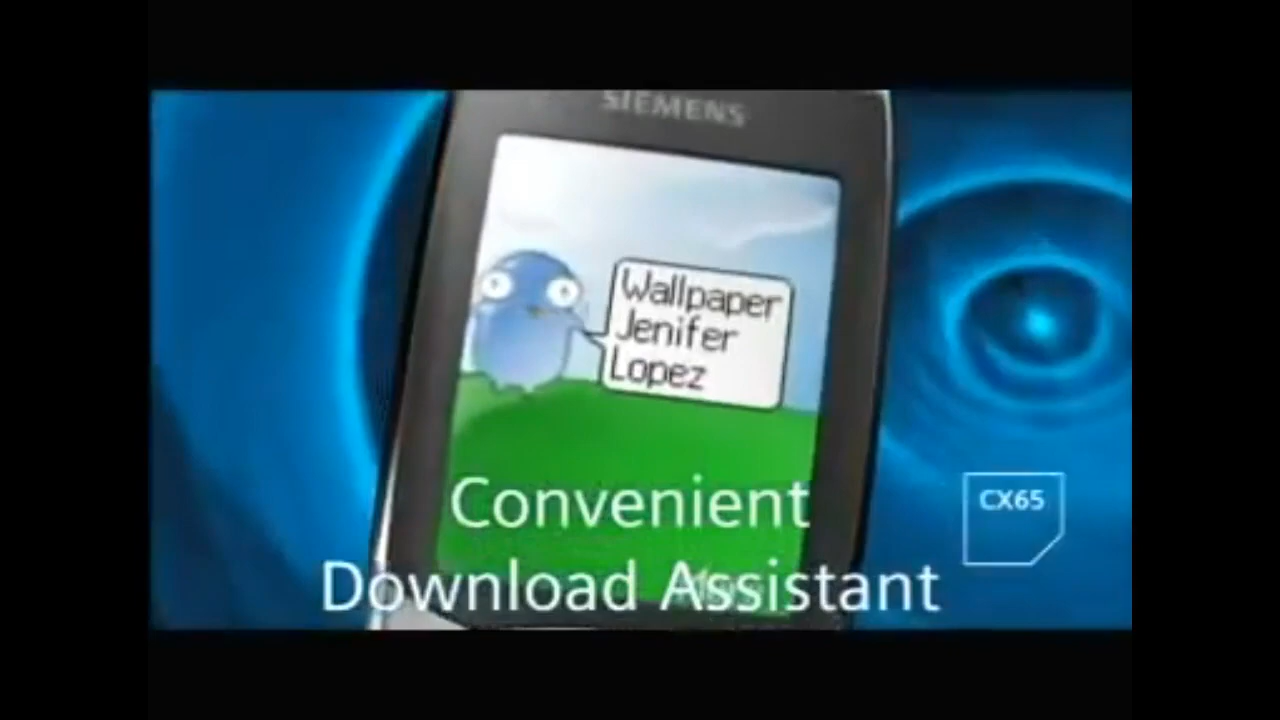 SIEMENS
Wallpaper
Jenifer
Lopez
CX65
Convenient
Download Assistant